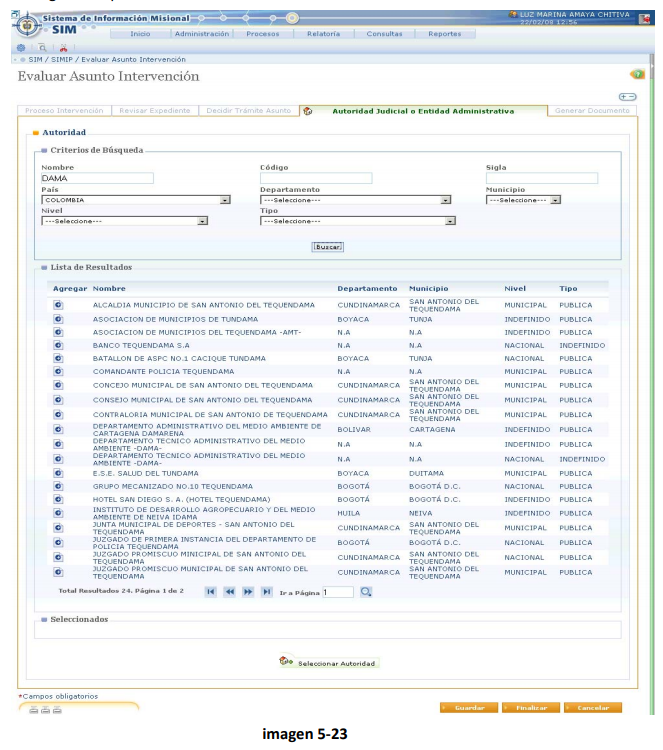 Sistema de Información Misional
SIM
LUZ MARINA AMAYA CHITIVA
22/02/08 12:54
Inicio Administración Procesos Relatoría Consultas Reportes
SIM / SIMIP / Evaluar Asunto Intervención
Evaluar Asunto Intervención
Proceso Intervención Revisar Expediente Decidir Trámite Asunto Autoridad Judicial o Entidad Administrativa Generar Documento
Autoridad
Criterios de Búsqueda
Nombre Código Sigla
DAMA
País Departamento Municipio
COLOMBIA ---Seleccione--- ---Seleccione---
Nivel Tipo
---Seleccione--- ---Seleccione---
Buscar
Lista de Resultados
Agregar Nombre Departamento Municipio Nivel Tipo
ALCALDIA MUNICIPIO DE SAN ANTONIO DEL TEQUENDAMA CUNDINAMARCA SAN ANTONIO DEL TEQUENDAMA MUNICIPAL PUBLICA
ASOCIACION DE MUNICIPIOS DE TUNDAMA BOYACA TUNJA INDEFINIDO PUBLICA
ASOCIACION DE MUNICIPIOS DEL TEQUENDAMA -AMT- N.A N.A INDEFINIDO PUBLICA
BANCO TEQUENDAMA S.A N.A N.A NACIONAL INDEFINIDO
BATALLON DE ASPC NO.1 CACIQUE TUNDAMA BOYACA TUNJA NACIONAL PUBLICA
COMANDANTE POLICIA TEQUENDAMA N.A N.A MUNICIPAL PUBLICA
CONCEJO MUNICIPAL DE SAN ANTONIO DEL TEQUENDAMA CUNDINAMARCA SAN ANTONIO DEL TEQUENDAMA MUNICIPAL PUBLICA
CONSEJO MUNICIPAL DE SAN ANTONIO DEL TEQUENDAMA CUNDINAMARCA SAN ANTONIO DEL TEQUENDAMA MUNICIPAL PUBLICA
CONTRALORIA MUNICIPAL DE SAN ANTONIO DE TEQUENDAMA CUNDINAMARCA SAN ANTONIO DEL TEQUENDAMA MUNICIPAL PUBLICA
DEPARTAMENTO ADMINISTRATIVO DEL MEDIO AMBIENTE DE CARTAGENA DAMARENA BOLIVAR CARTAGENA INDEFINIDO PUBLICA
DEPARTAMENTO TECNICO ADMINISTRATIVO DEL MEDIO AMBIENTE -DAMA- N.A N.A INDEFINIDO PUBLICA
DEPARTAMENTO TECNICO ADMINISTRATIVO DEL MEDIO AMBIENTE -DAMA- N.A N.A NACIONAL INDEFINIDO
E.S.E. SALUD DEL TUNDAMA BOYACA DUITAMA MUNICIPAL PUBLICA
GRUPO MECANIZADO NO.10 TEQUENDAMA BOGOTÁ BOGOTÁ D.C. NACIONAL PUBLICA
HOTEL SAN DIEGO S. A. (HOTEL TEQUENDAMA) BOGOTÁ BOGOTÁ D.C. INDEFINIDO PUBLICA
INSTITUTO DE DESARROLLO AGROPECUARIO Y DEL MEDIO AMBIENTE DE NEIVA IDAMA HUILA NEIVA INDEFINIDO PUBLICA
JUNTA MUNICIPAL DE DEPORTES - SAN ANTONIO DEL TEQUENDAMA CUNDINAMARCA SAN ANTONIO DEL TEQUENDAMA MUNICIPAL PUBLICA
JUZGADO DE PRIMERA INSTANCIA DEL DEPARTAMENTO DE POLICIA TEQUENDAMA BOGOTÁ BOGOTÁ D.C. NACIONAL PUBLICA
JUZGADO PROMISCUO MINICIPAL DE SAN ANTONIO DEL TEQUENDAMA CUNDINAMARCA SAN ANTONIO DEL TEQUENDAMA NACIONAL PUBLICA
JUZGADO PROMISCUO MUNICIPAL DE SAN ANTONIO DEL TEQUENDAMA CUNDINAMARCA SAN ANTONIO DEL TEQUENDAMA MUNICIPAL PUBLICA
Total Resultados 24. Página 1 de 2 Ir a Página 1
Seleccionados
Seleccionar Autoridad
*Campos obligatorios
Guardar Finalizar Cancelar
imagen 5-23